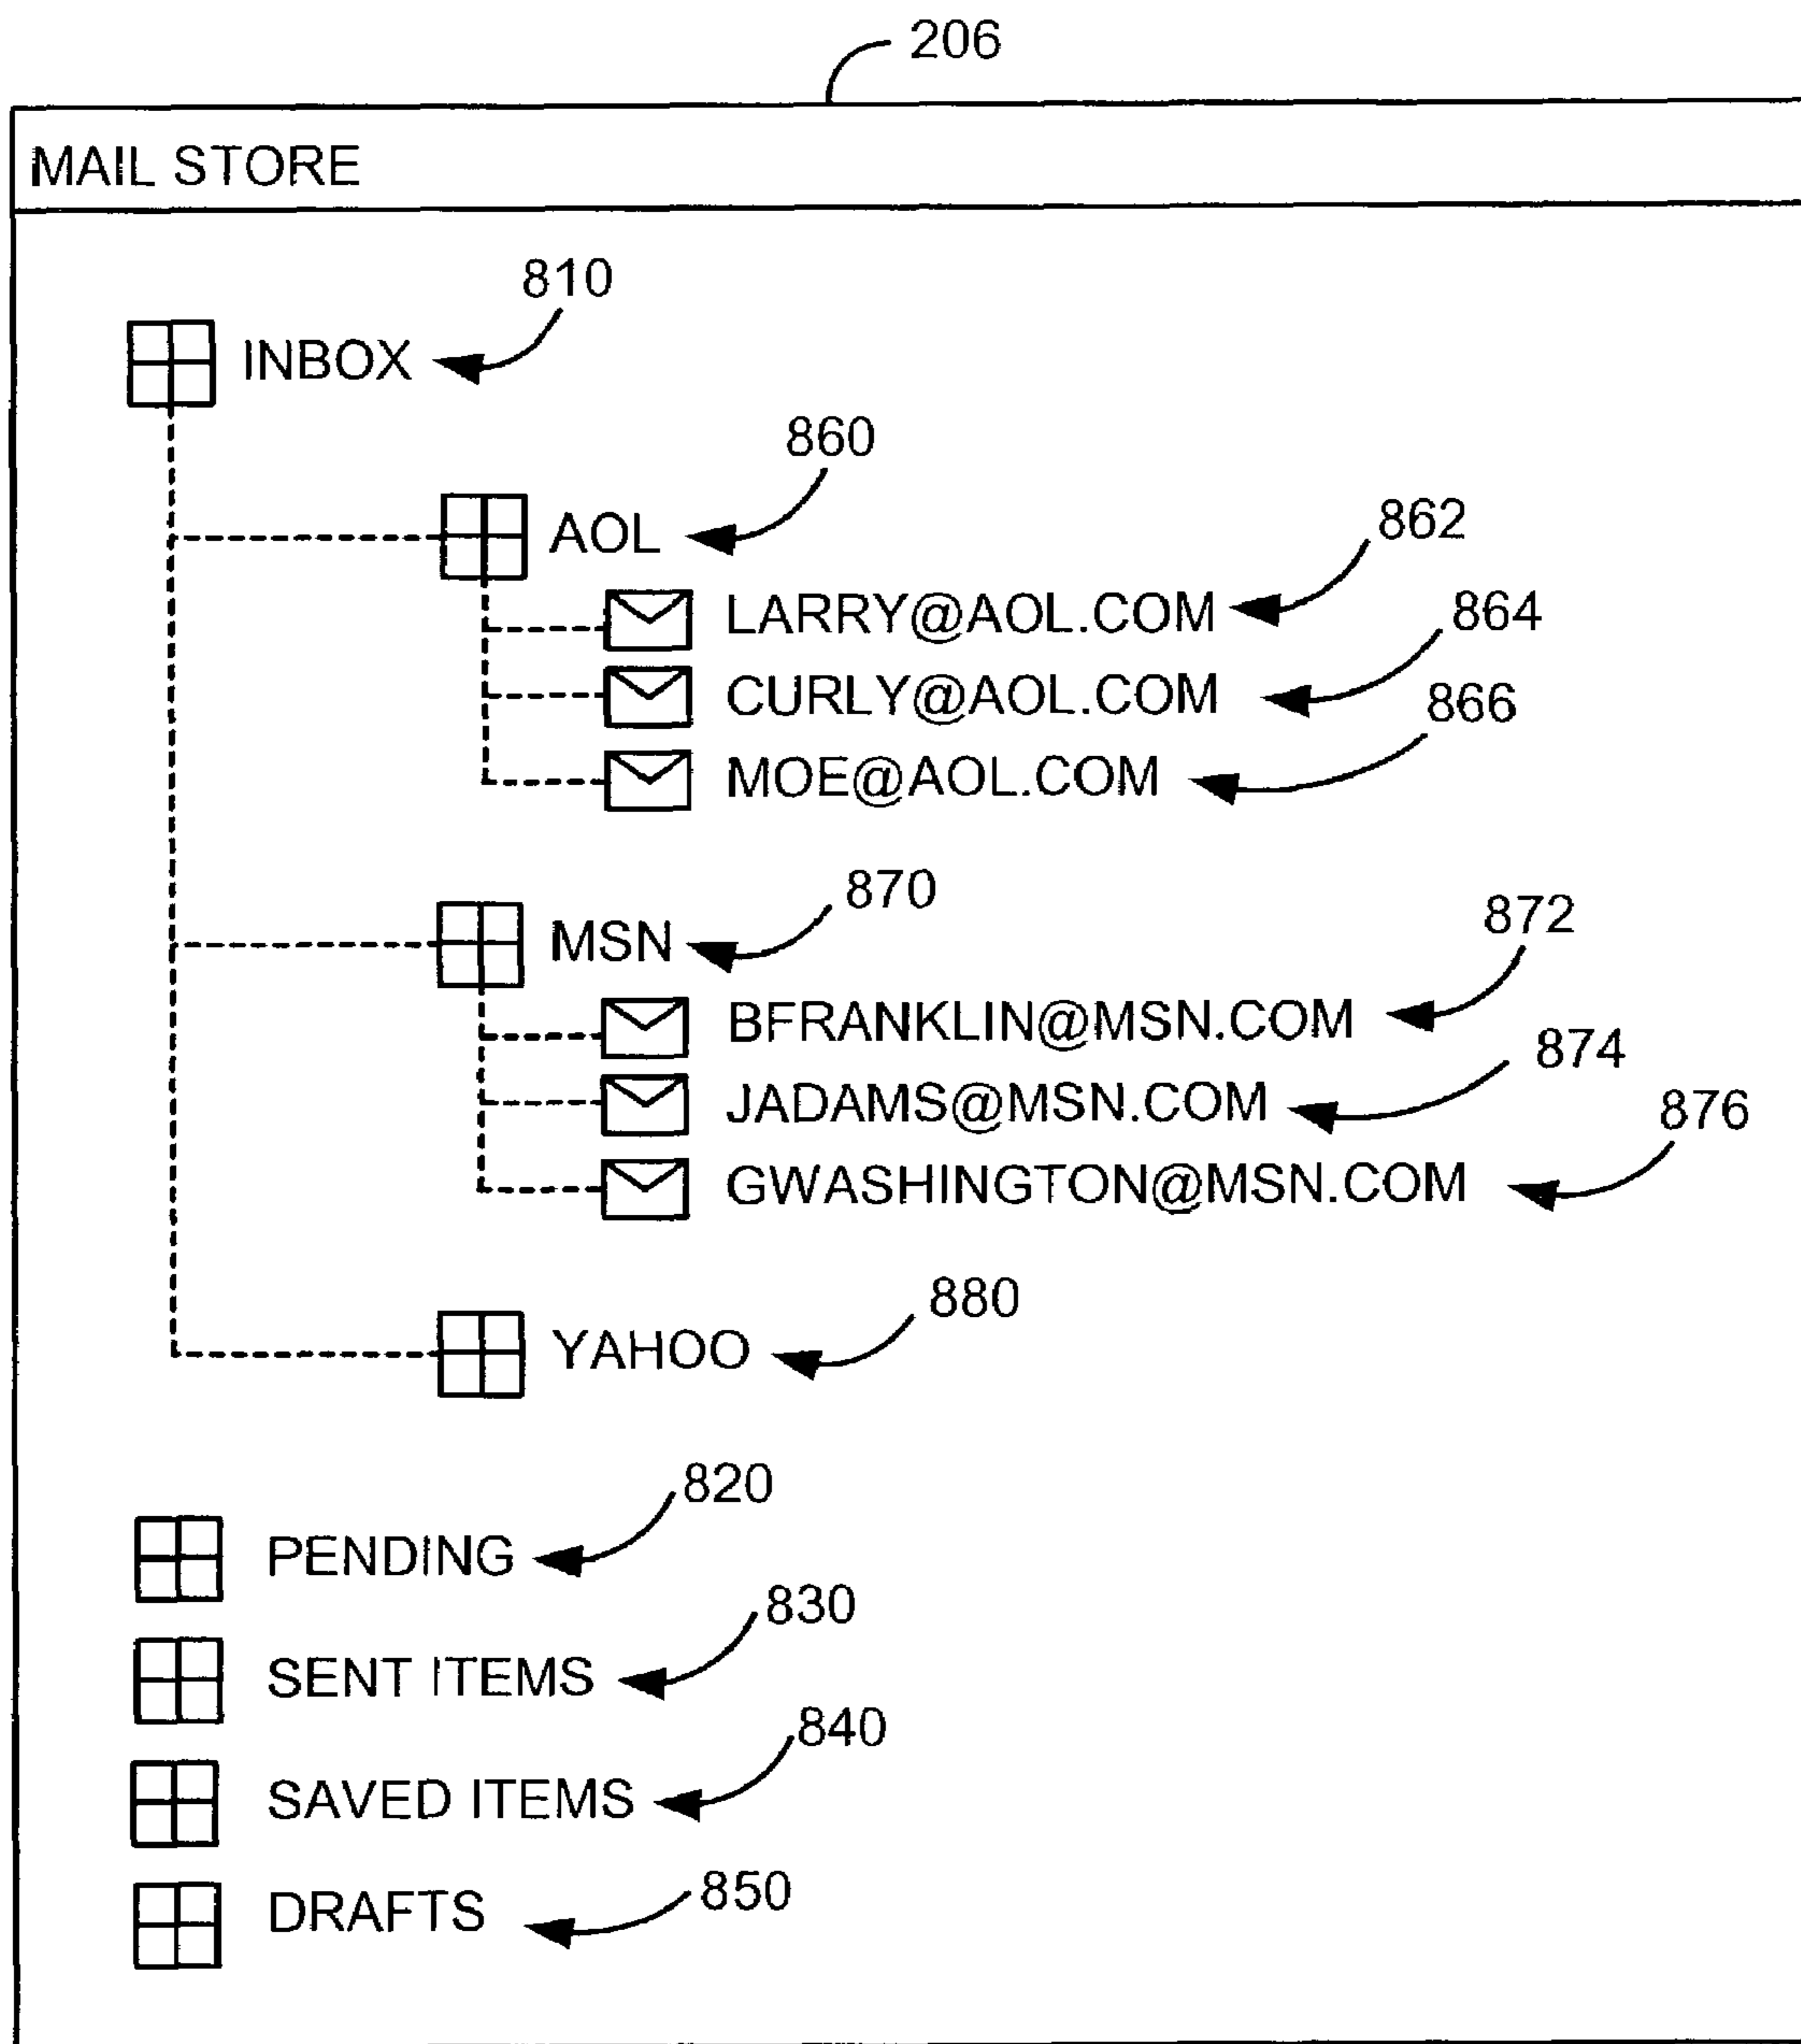 206
MAIL STORE
810
INBOX
860
AOL
862
LARRY@AOL.COM
864
CURLY@AOL.COM
866
MOE@AOL.COM
870
MSN
872
BFRANKLIN@MSN.COM
874
JADAMS@MSN.COM
876
GWASHINGTON@MSN.COM
880
YAHOO
820
PENDING
830
SENT ITEMS
840
SAVED ITEMS
850
DRAFTS